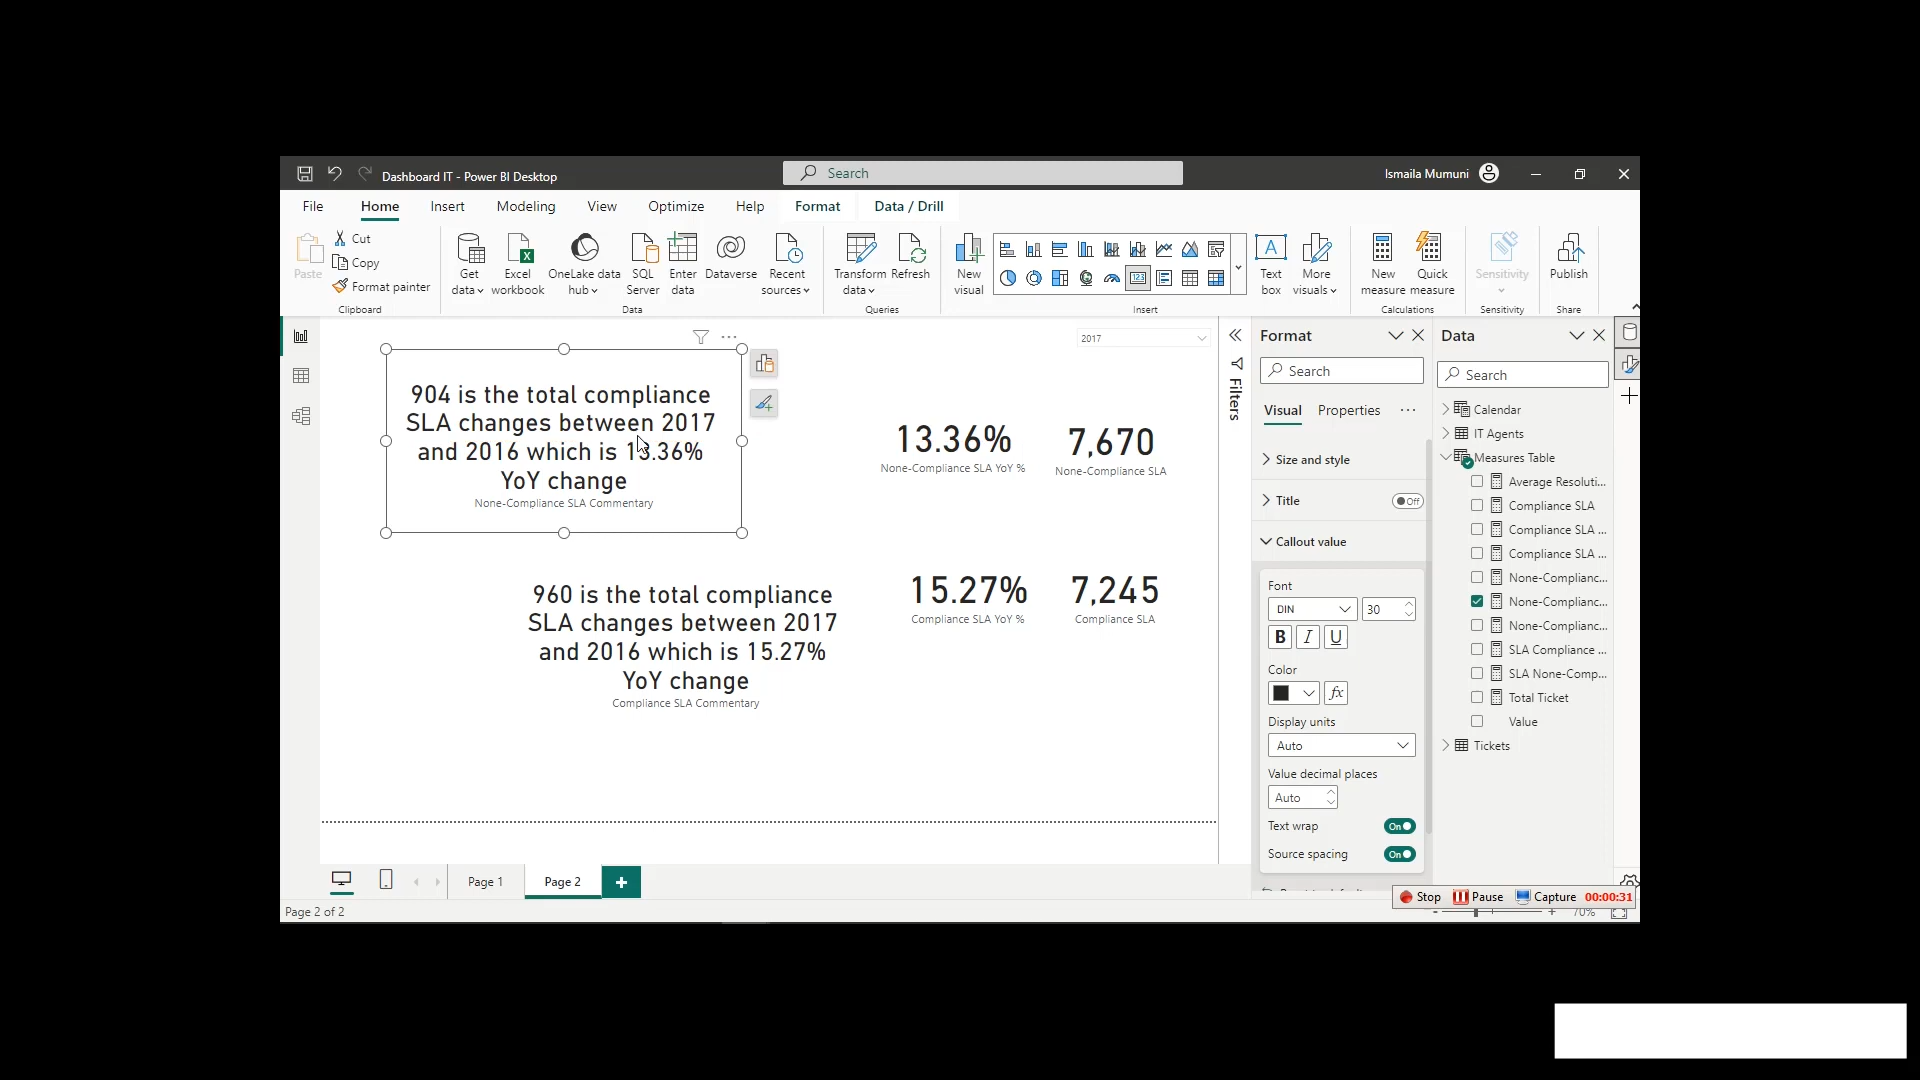 Dashboard IT - Power BI Desktop
Search
Ismaila Mumuni
File
Home
Insert
Modeling
View
Optimize
Help
Format
Data / Drill
Paste
Cut
Copy
Format painter
Clipboard
Get data
Excel workbook
OneLake data hub
SQL Server
Enter data
Dataverse
Recent sources
Data
Transform data
Refresh
Queries
New visual
Text box
More visuals
Insert
New measure
Quick measure
Calculations
Sensitivity
Sensitivity
Publish
Share
2017
904 is the total compliance
SLA changes between 2017
and 2016 which is 13.36%
YoY change
None-Compliance SLA Commentary
13.36%
None-Compliance SLA YoY %
7,670
None-Compliance SLA
960 is the total compliance
SLA changes between 2017
and 2016 which is 15.27%
YoY change
Compliance SLA Commentary
15.27%
Compliance SLA YoY %
7,245
Compliance SLA
Filters
Format
Search
Visual
Properties
Size and style
Title
Off
Callout value
Font
DIN
30
B
I
U
Color
fx
Display units
Auto
Value decimal places
Auto
Text wrap
On
Source spacing
On
Data
Search
Calendar
IT Agents
Measures Table
Average Resoluti...
Compliance SLA
Compliance SLA ...
Compliance SLA ...
None-Complianc...
None-Complianc...
None-Complianc...
SLA Compliance ...
SLA None-Comp...
Total Ticket
Value
Tickets
Page 1
Page 2
Page 2 of 2
Stop
Pause
Capture
00:00:31
70%